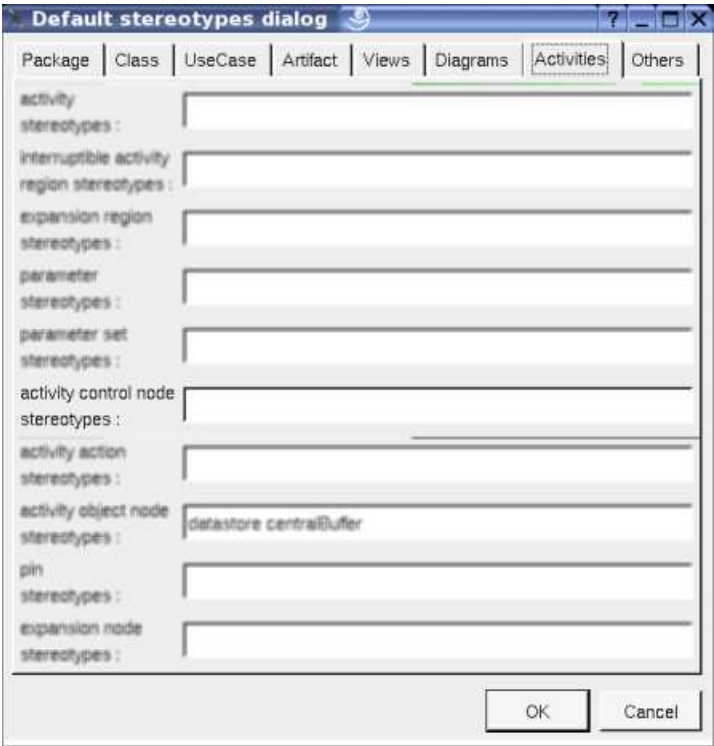 Default stereotypes dialog
Package Class UseCase Artifact Views Diagrams Activities Others
activity
stereotypes :
interruptible activity
region stereotypes :
expansion region
stereotypes :
parameter
stereotypes :
parameter set
stereotypes :
activity control node
stereotypes :
activity action
stereotypes :
activity object node
stereotypes :
datastore centralBuffer
pin
stereotypes :
expansion node
stereotypes :
OK Cancel